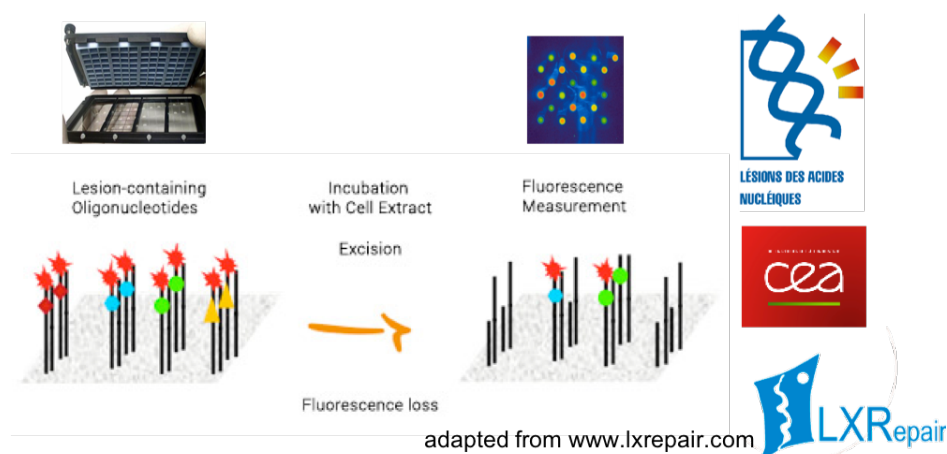 Lesion-containing
Oligonucleotides
Incubation
with Cell Extract
Excision
Fluorescence
Measurement
Fluorescence loss
adapted from www.lxrepair.com
LÉSIONS DES ACIDES
NUCLÉIQUES
cea
LXRepair